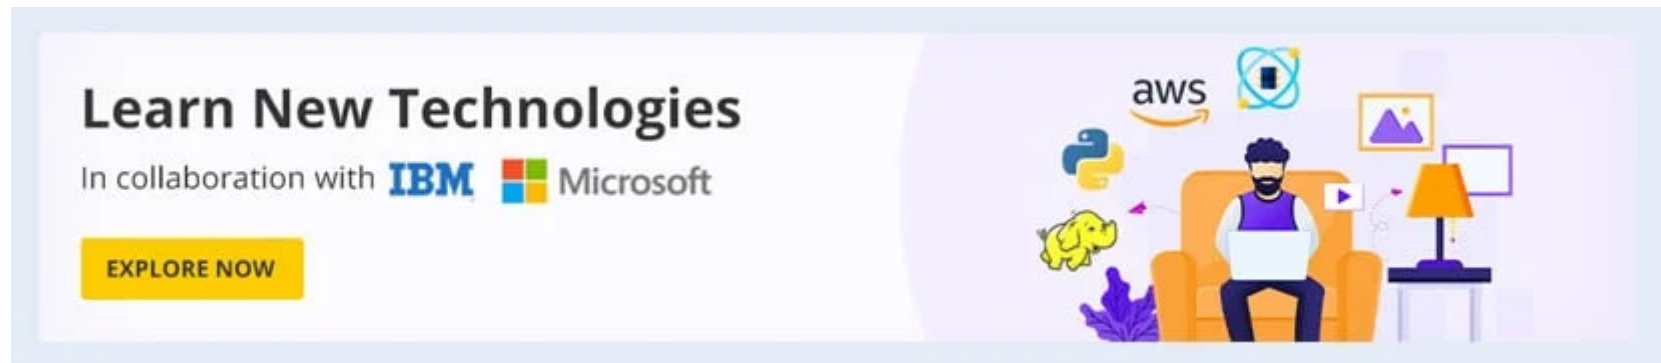 Learn New Technologies
In collaboration with IBM Microsoft
EXPLORE NOW
aws